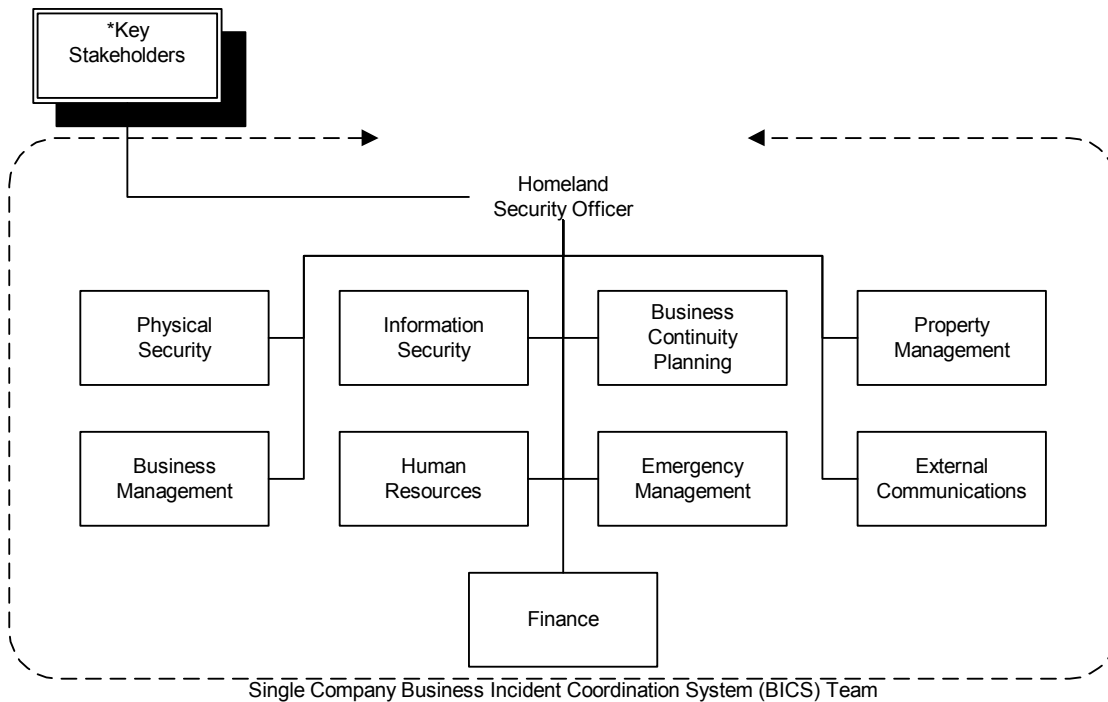 *Key
Stakeholders
Homeland
Security Officer
Physical
Security
Information
Security
Business
Continuity
Planning
Property
Management
Business
Management
Human
Resources
Emergency
Management
External
Communications
Finance
Single Company Business Incident Coordination System (BICS) Team